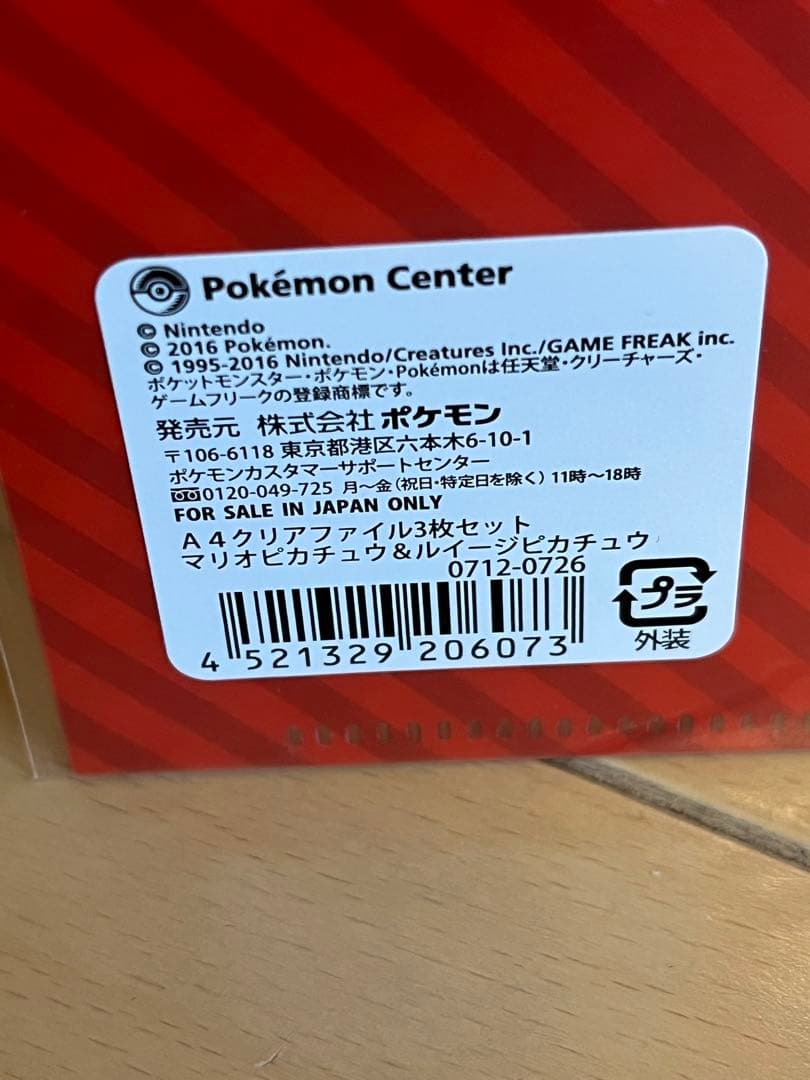 Pokémon Center
© Nintendo
© 2016 Pokémon.
© 1995-2016 Nintendo/Creatures Inc./GAME FREAK inc.
ポケットモンスター・ポケモン・Pokémonは任天堂・クリーチャーズ・
ゲームフリークの登録商標です。
発売元 株式会社ポケモン
〒106-6118 東京都港区六本木6-10-1
ポケモンカスタマーサポートセンター
0120-049-725 月～金（祝日・特定日を除く）11時～18時
FOR SALE IN JAPAN ONLY
A4クリアファイル3枚セット
マリオピカチュウ＆ルイージピカチュウ
0712-0726
プラ
外装
4 521329 206073